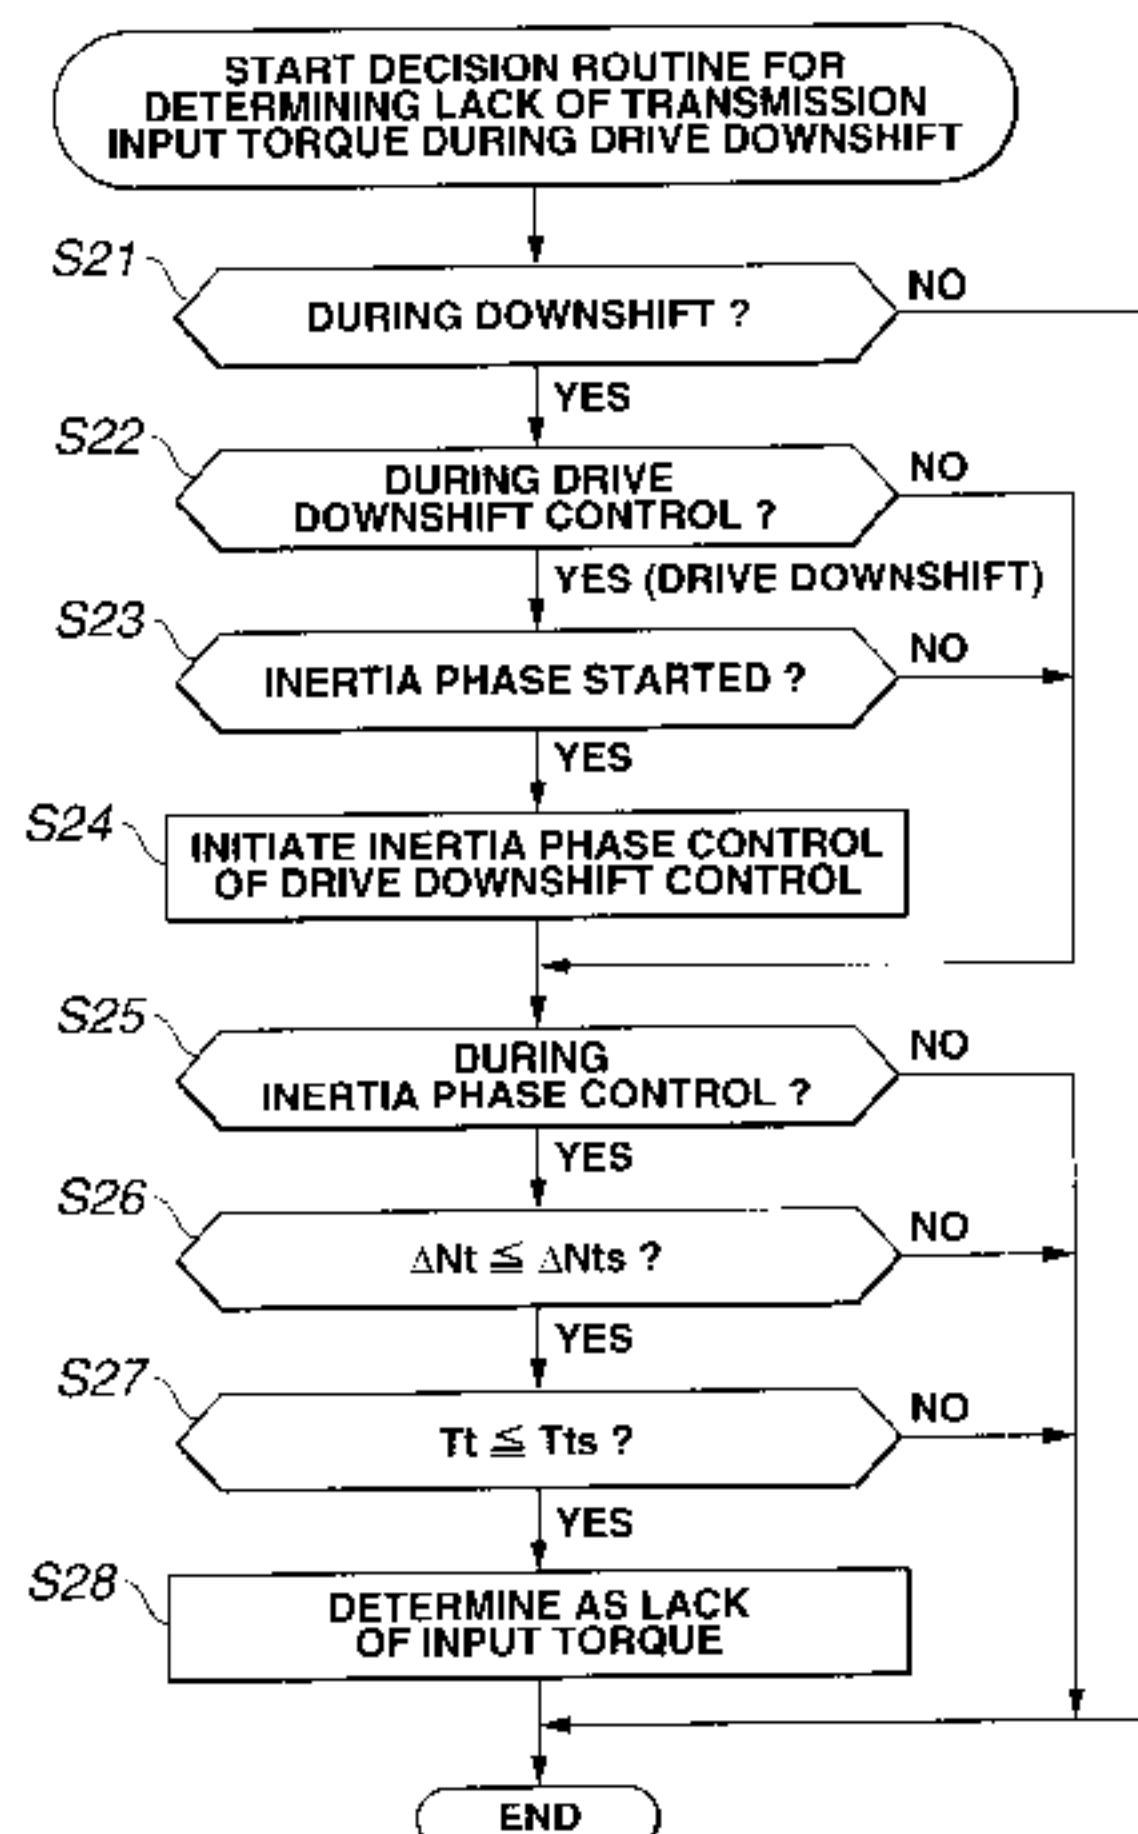 START DECISION ROUTINE FOR
DETERMINING LACK OF TRANSMISSION
INPUT TORQUE DURING DRIVE DOWNSHIFT
S21
DURING DOWNSHIFT ?
NO
YES
S22
DURING DRIVE
DOWNSHIFT CONTROL ?
NO
YES (DRIVE DOWNSHIFT)
S23
INERTIA PHASE STARTED ?
NO
YES
S24
INITIATE INERTIA PHASE CONTROL
OF DRIVE DOWNSHIFT CONTROL
S25
DURING
INERTIA PHASE CONTROL ?
NO
YES
S26
ΔNt ≦ ΔNts ?
NO
YES
S27
Tt ≦ Tts ?
NO
YES
S28
DETERMINE AS LACK
OF INPUT TORQUE
END